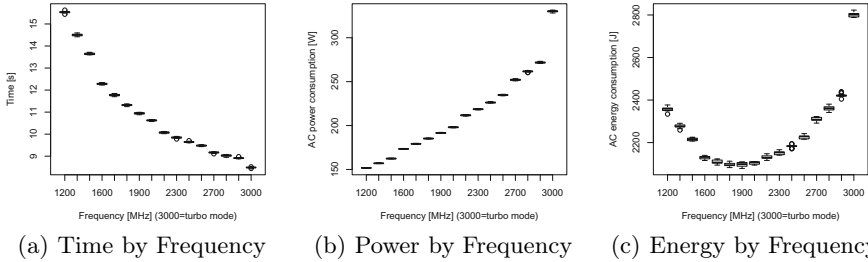 Time [s]
15
14
13
12
11
10
9
1200 1600 1900 2300 2700 3000
Frequency [MHz] (3000=turbo mode)
(a) Time by Frequency
AC power consumption [W]
300
250
200
150
1200 1600 1900 2300 2700 3000
Frequency [MHz] (3000=turbo mode)
(b) Power by Frequency
AC energy consumption [J]
2800
2600
2400
2200
1200 1600 1900 2300 2700 3000
Frequency [MHz] (3000=turbo mode)
(c) Energy by Frequency